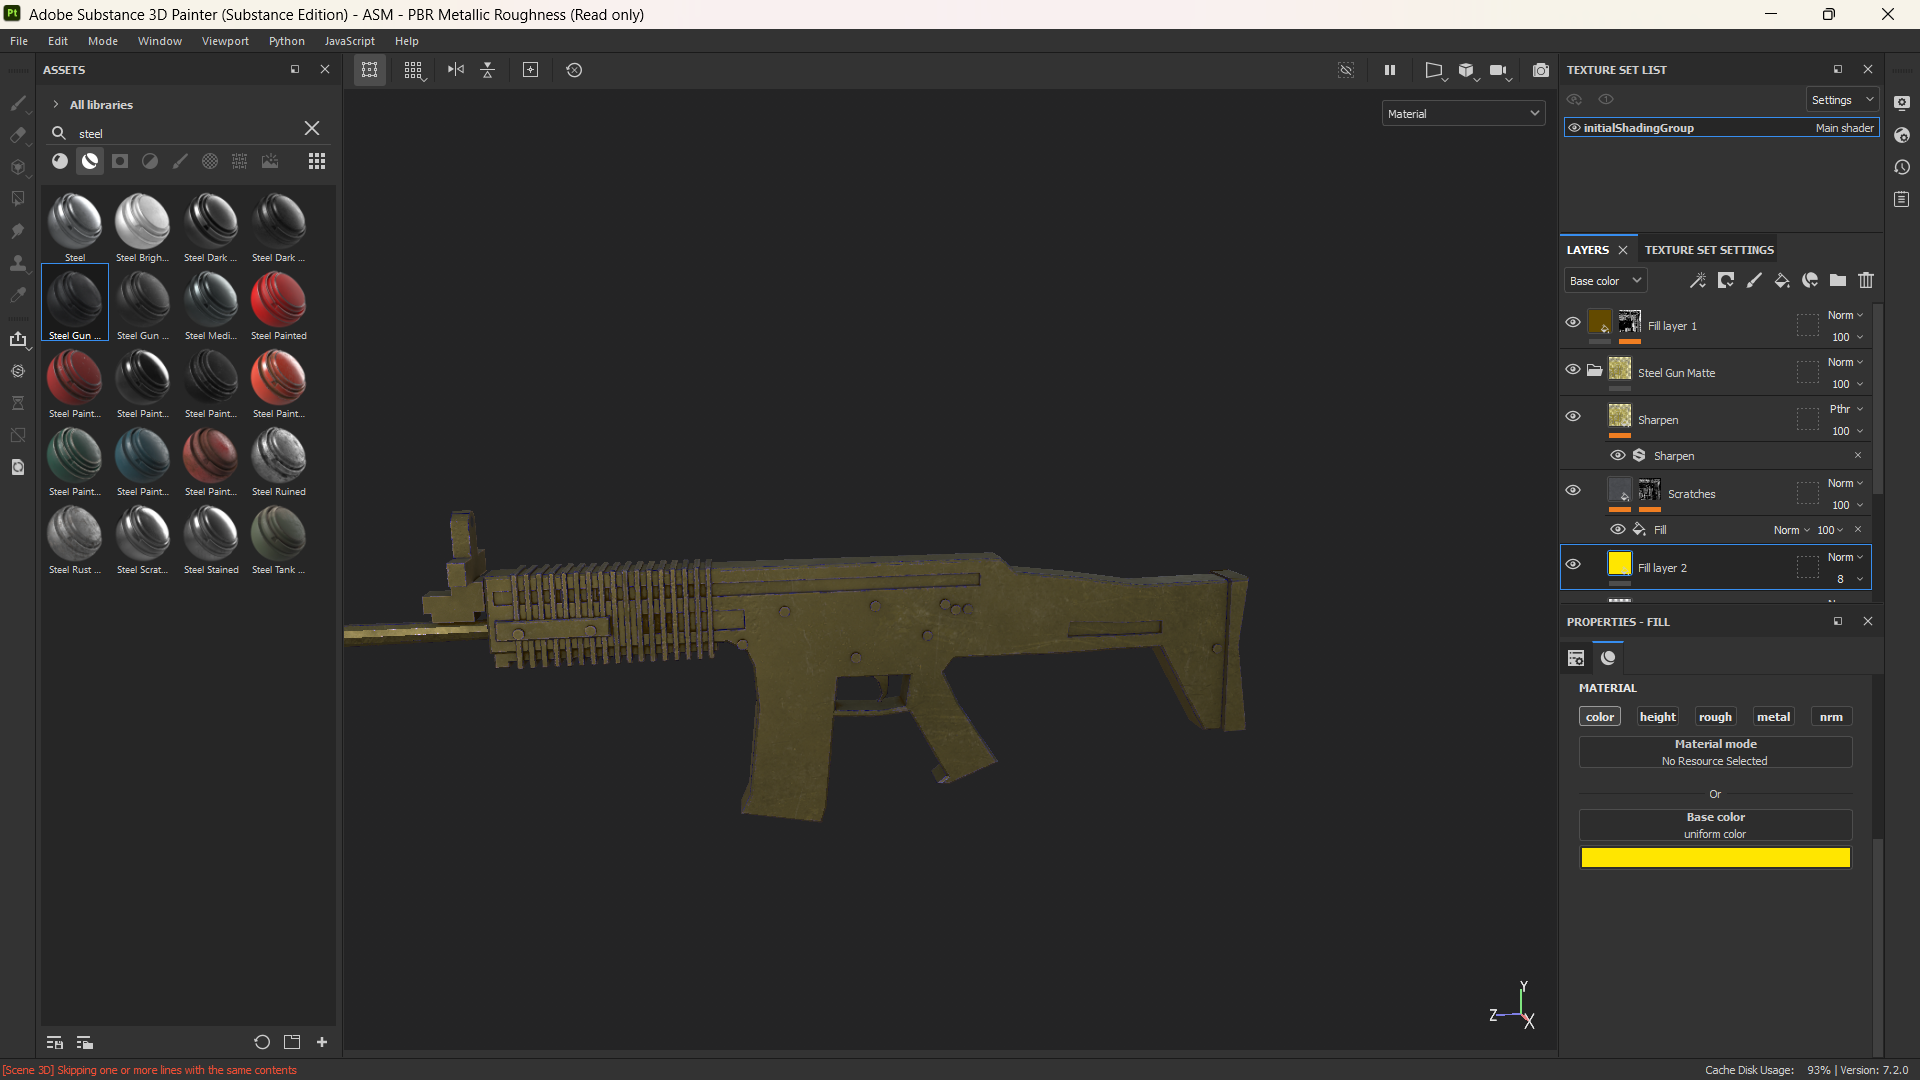 Pt Adobe Substance 3D Painter (Substance Edition) - ASM - PBR Metallic Roughness (Read only)
File Edit Mode Window Viewport Python JavaScript Help
ASSETS
All libraries
steel
Steel Steel Brigh... Steel Dark ... Steel Dark ...
Steel Gun ... Steel Gun ... Steel Medi... Steel Painted
Steel Paint... Steel Paint... Steel Paint... Steel Paint...
Steel Paint... Steel Paint... Steel Paint... Steel Ruined
Steel Rust ... Steel Scrat... Steel Stained Steel Tank ...
Material
Y
Z
X
TEXTURE SET LIST
Settings
initialShadingGroup Main shader
LAYERS TEXTURE SET SETTINGS
Base color
Fill layer 1 Norm 100
Steel Gun Matte Norm 100
Sharpen Pthr 100
Sharpen
Scratches Norm 100
Fill Norm 100
Fill layer 2 Norm 8
PROPERTIES - FILL
MATERIAL
color height rough metal nrm
Material mode
No Resource Selected
Or
Base color
uniform color
[Scene 3D] Skipping one or more lines with the same contents
Cache Disk Usage: 93% | Version: 7.2.0